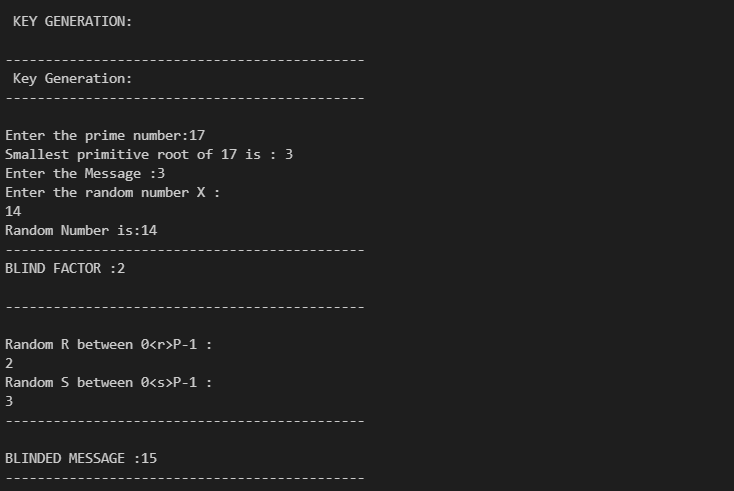 KEY GENERATION:
---------------------------------------------
Key Generation:
---------------------------------------------
Enter the prime number:17
Smallest primitive root of 17 is : 3
Enter the Message :3
Enter the random number X :
14
Random Number is:14
---------------------------------------------
BLIND FACTOR :2
---------------------------------------------
Random R between 0<r>P-1 :
2
Random S between 0<s>P-1 :
3
---------------------------------------------
BLINDED MESSAGE :15
---------------------------------------------